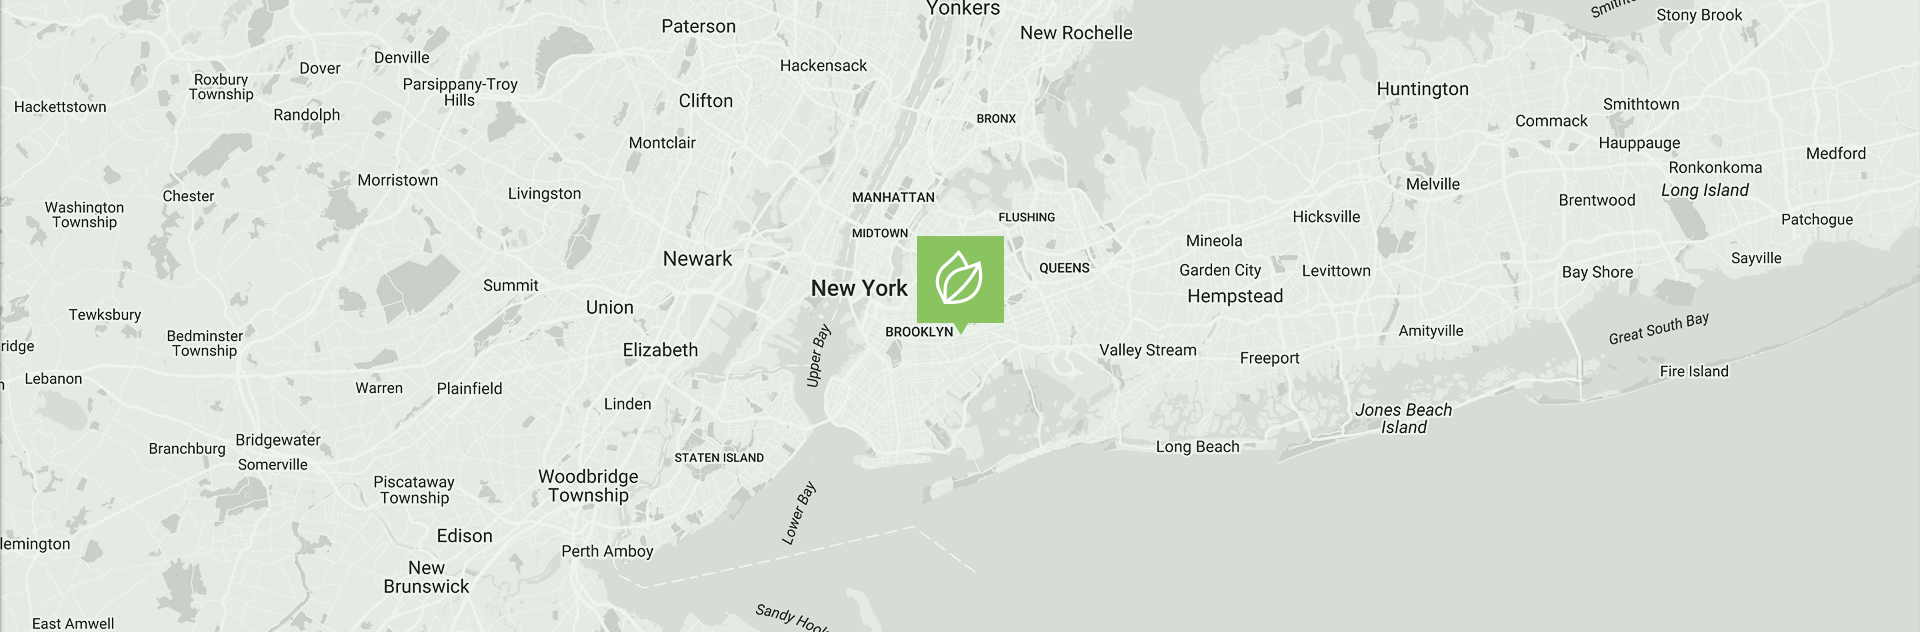 Yonkers
Stony Brook
Paterson
New Rochelle
Denville
Hackensack
Dover
Roxbury
Township
Parsippany-Troy
Hills
Huntington
Clifton
Smithtown
Hackettstown
Randolph
BRONX
Commack
Montclair
Hauppauge
Medford
Ronkonkoma
Morristown
Melville
Long Island
Livingston
Chester
MANHATTAN
Brentwood
Washington
Township
FLUSHING
Hicksville
Patchogue
MIDTOWN
Mineola
Newark
Sayville
QUEENS
Garden City
Levittown
Bay Shore
Summit
New York
Hempstead
Union
Tewksbury
Great South Bay
Bedminster
Township
BROOKLYN
Amityville
ridge
Upper Bay
Elizabeth
Valley Stream
Freeport
Fire Island
Lebanon
Warren
Plainfield
Linden
Jones Beach
Island
Bridgewater
Branchburg
Long Beach
STATEN ISLAND
Somerville
Woodbridge
Township
Piscataway
Township
Lower Bay
Edison
lemington
Perth Amboy
New
Brunswick
Sandy Hook
East Amwell